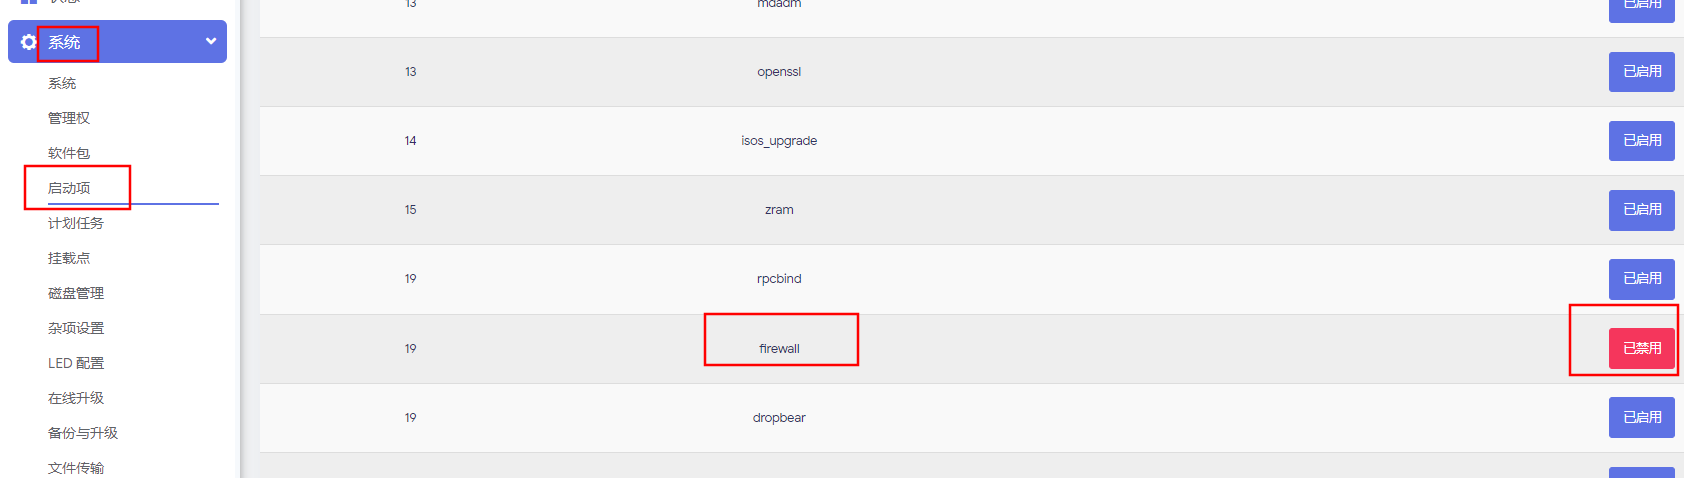 状态
系统
系统
管理权
软件包
启动项
计划任务
挂载点
磁盘管理
杂项设置
LED 配置
在线升级
备份与升级
文件传输
13 mdadm 已启用
13 openssl 已启用
14 isos_upgrade 已启用
15 zram 已启用
19 rpcbind 已启用
19 firewall 已禁用
19 dropbear 已启用